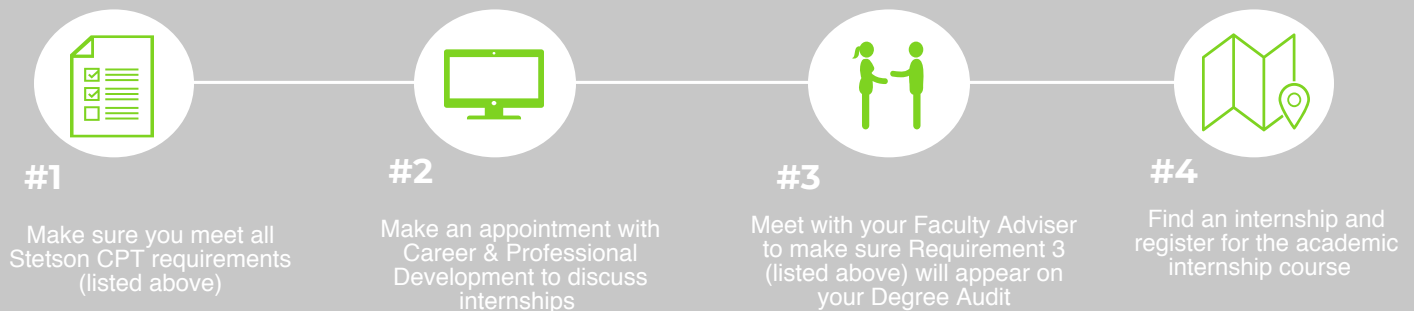 #1
Make sure you meet all
Stetson CPT requirements
(listed above)
#2
Make an appointment with
Career & Professional
Development to discuss
internships
#3
Meet with your Faculty Adviser
to make sure Requirement 3
(listed above) will appear on
your Degree Audit
#4
Find an internship and
register for the academic
internship course